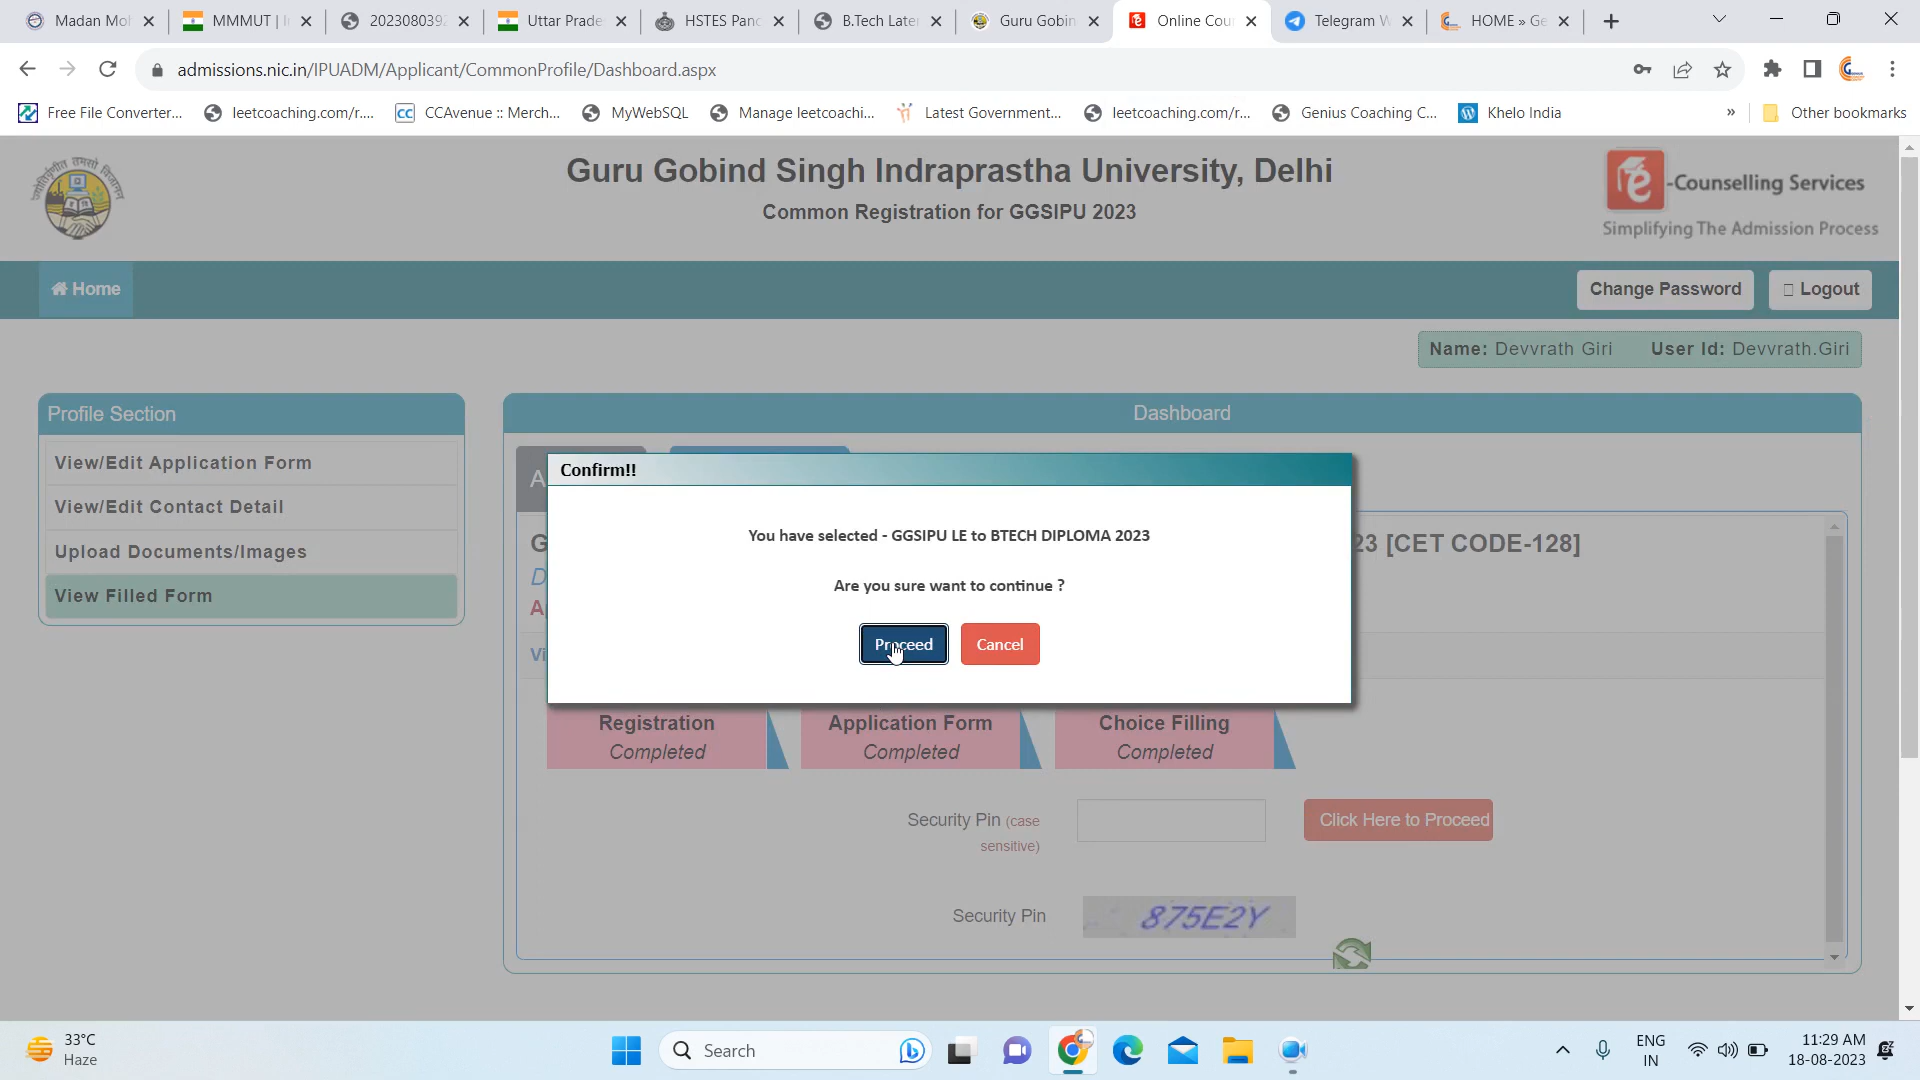 Madan Mo
MMMUT | I
2023080392
Uttar Prade
HSTES Panc
B.Tech Late
Guru Gobin
Online Cou
Telegram W
HOME » Ge
admissions.nic.in/IPUADM/Applicant/CommonProfile/Dashboard.aspx
Free File Converter...
leetcoaching.com/r....
CC
CCAvenue :: Merch...
MyWebSQL
Manage leetcoachi...
Latest Government...
leetcoaching.com/r...
Genius Coaching C...
Khelo India
»
Other bookmarks
Guru Gobind Singh Indraprastha University, Delhi
Common Registration for GGSIPU 2023
e-Counselling Services
Simplifying The Admission Process
Home
Change Password
Logout
Name: Devvrath Giri
User Id: Devvrath.Giri
Profile Section
View/Edit Application Form
View/Edit Contact Detail
Upload Documents/Images
View Filled Form
Dashboard
A
G
23 [CET CODE-128]
D
A
Vi
Confirm!!
You have selected - GGSIPU LE to BTECH DIPLOMA 2023
Are you sure want to continue ?
Proceed
Cancel
Registration
Completed
Application Form
Completed
Choice Filling
Completed
Security Pin (case
sensitive)
Click Here to Proceed
Security Pin
875E2Y
33°C
Haze
Search
ENG
IN
11:29 AM
18-08-2023